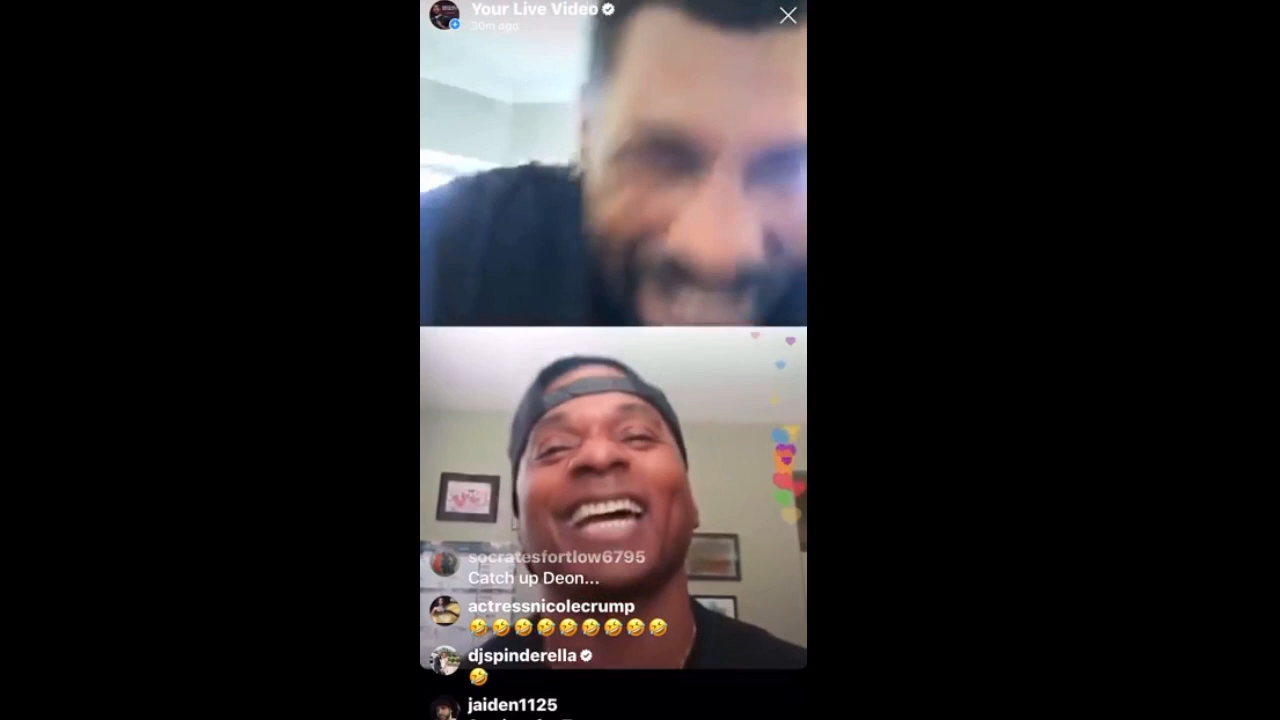 Your Live Video
30m ago
socratesfortlow6795
Catch up Deon...
actressnicolecrump
🤣🤣🤣🤣🤣🤣🤣🤣🤣
djspinderella
🤣
jaiden1125